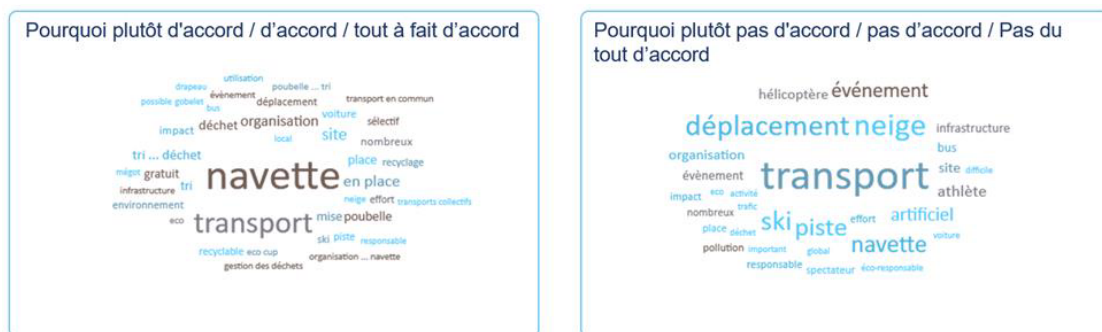 Pourquoi plutôt d'accord / d’accord / tout à fait d’accord
utilisation
drapeau
poubelle ... tri
évènement
possible gobelet
déplacement
transport en commun
bus
voiture
déchet organisation
sélectif
impact
site
local
nombreux
tri ... déchet
place recyclage
mégot gratuit
navette en place
infrastructure tri
neige effort transports collectifs
environnement
eco
transport mise poubelle
ski piste responsable
recyclable eco cup
organisation ... navette
gestion des déchets
Pourquoi plutôt pas d'accord / pas d’accord / Pas du
tout d’accord
hélicoptère événement
déplacement neige infrastructure
bus
organisation
site difficile
évènement transport
athlète
impact eco activité
trafic
nombreux
ski piste effort artificiel
place déchet
voiture
pollution important global navette
responsable spectateur éco-responsable